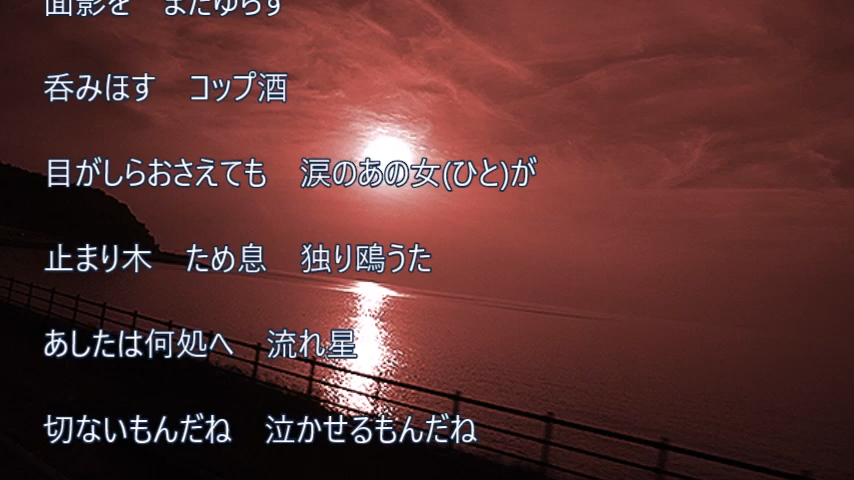 面影を　またゆらす
呑みほす　コップ酒
目がしらおさえても　涙のあの女(ひと)が
止まり木　ため息　独り鴎うた
あしたは何処へ　流れ星
切ないもんだね　泣かせるもんだね